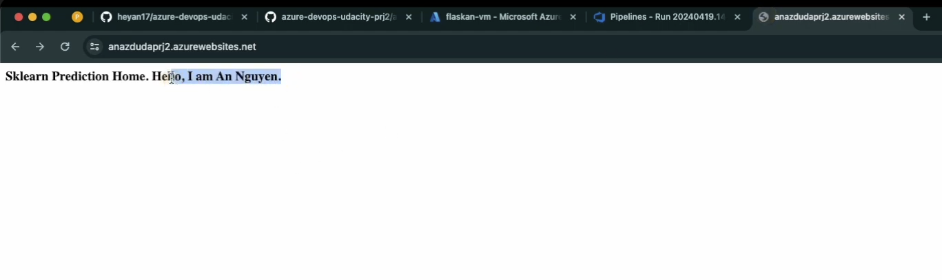 heyan17/azure-devops-udac
azure-devops-udacity-prj2/
flaskan-vm - Microsoft Azur
Pipelines - Run 20240419.14
anazdudaprj2.azurewebsites
anazdudaprj2.azurewebsites.net
Sklearn Prediction Home. Hello, I am An Nguyen.